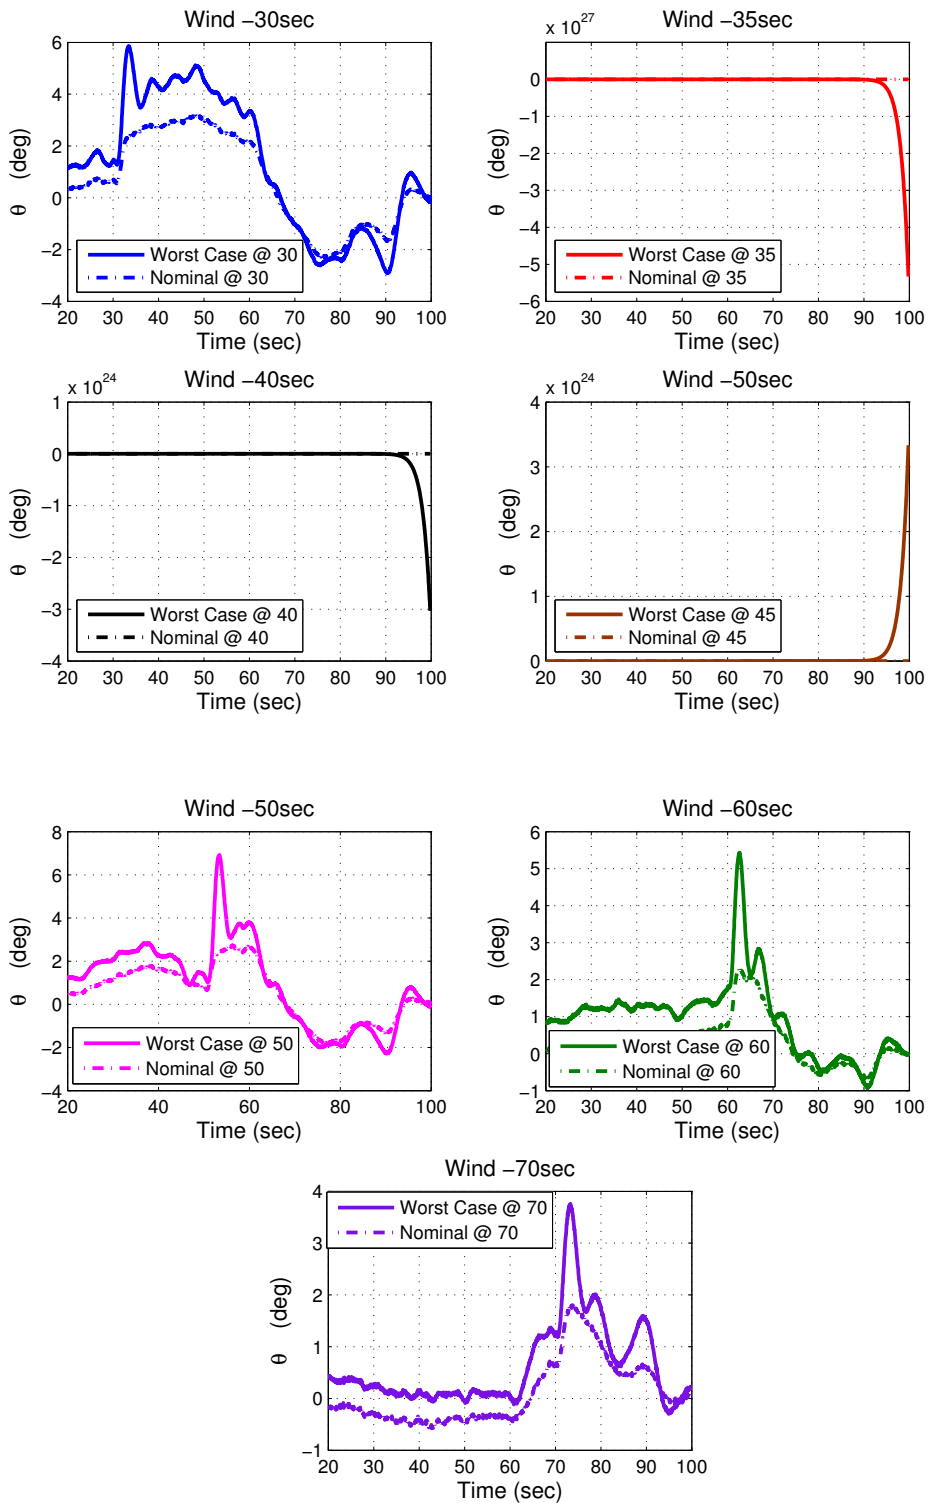 Wind −30sec
6
4
2
0
−2
−4
θ (deg)
Worst Case @ 30
Nominal @ 30
20 30 40 50 60 70 80 90 100
Time (sec)
Wind −35sec
x 10^27
1
0
−1
−2
−3
−4
−5
−6
θ (deg)
Worst Case @ 35
Nominal @ 35
20 30 40 50 60 70 80 90 100
Time (sec)
Wind −40sec
x 10^24
1
0
−1
−2
−3
−4
θ (deg)
Worst Case @ 40
Nominal @ 40
20 30 40 50 60 70 80 90 100
Time (sec)
Wind −50sec
x 10^24
4
3
2
1
0
θ (deg)
Worst Case @ 45
Nominal @ 45
20 30 40 50 60 70 80 90 100
Time (sec)
Wind −50sec
8
6
4
2
0
−2
−4
θ (deg)
Worst Case @ 50
Nominal @ 50
20 40 60 80 100
Time (sec)
Wind −60sec
6
5
4
3
2
1
0
−1
θ (deg)
Worst Case @ 60
Nominal @ 60
20 30 40 50 60 70 80 90 100
Time (sec)
Wind −70sec
4
3
2
1
0
−1
θ (deg)
Worst Case @ 70
Nominal @ 70
20 30 40 50 60 70 80 90 100
Time (sec)